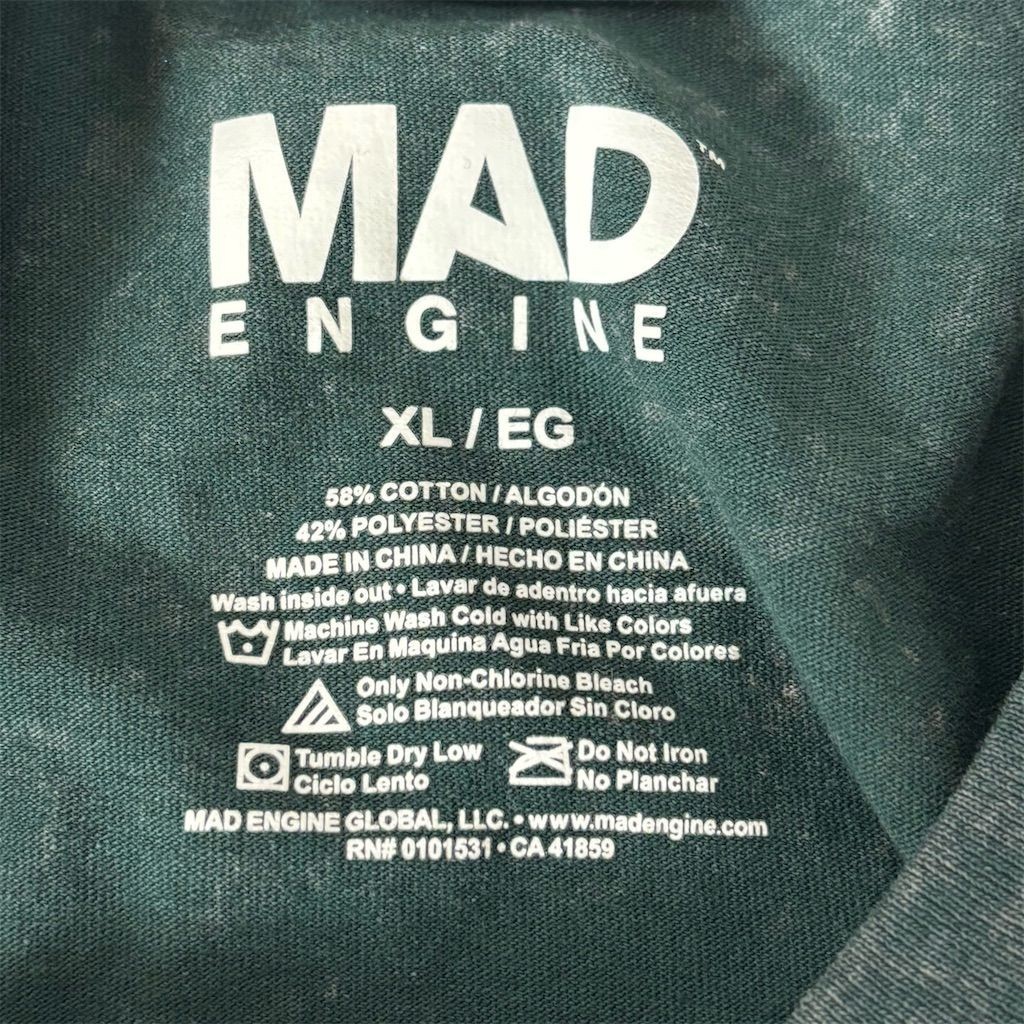 MAD™
ENGINE
XL / EG
58% COTTON / ALGODÓN
42% POLYESTER / POLIÉSTER
MADE IN CHINA / HECHO EN CHINA
Wash inside out • Lavar de adentro hacia afuera
Machine Wash Cold with Like Colors
Lavar En Maquina Agua Fria Por Colores
Only Non-Chlorine Bleach
Solo Blanqueador Sin Cloro
Tumble Dry Low
Ciclo Lento
Do Not Iron
No Planchar
MAD ENGINE GLOBAL, LLC. • www.madengine.com
RN# 0101531 • CA 41859